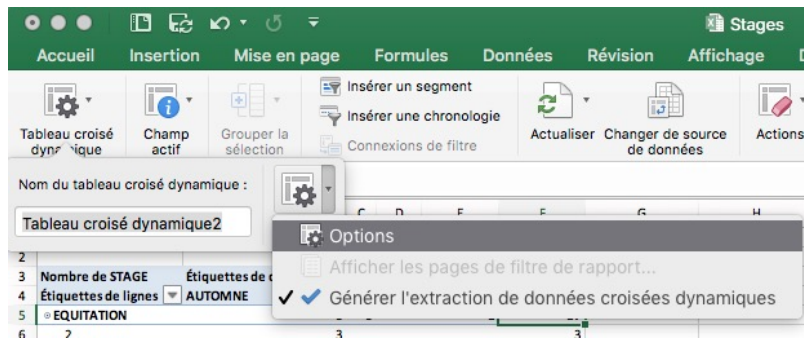 Stages
Accueil Insertion Mise en page Formules Données Révision Affichage
Tableau croisé dynamique
Champ actif
Grouper la sélection
Insérer un segment
Insérer une chronologie
Connexions de filtre
Actualiser
Changer de source de données
Actions
Nom du tableau croisé dynamique :
Tableau croisé dynamique2
Options
Afficher les pages de filtre de rapport...
Générer l'extraction de données croisées dynamiques
C D E F G H
2
3 Nombre de STAGE Étiquettes de c
4 Étiquettes de lignes AUTOMNE
5 EQUITATION
6 2 3 3